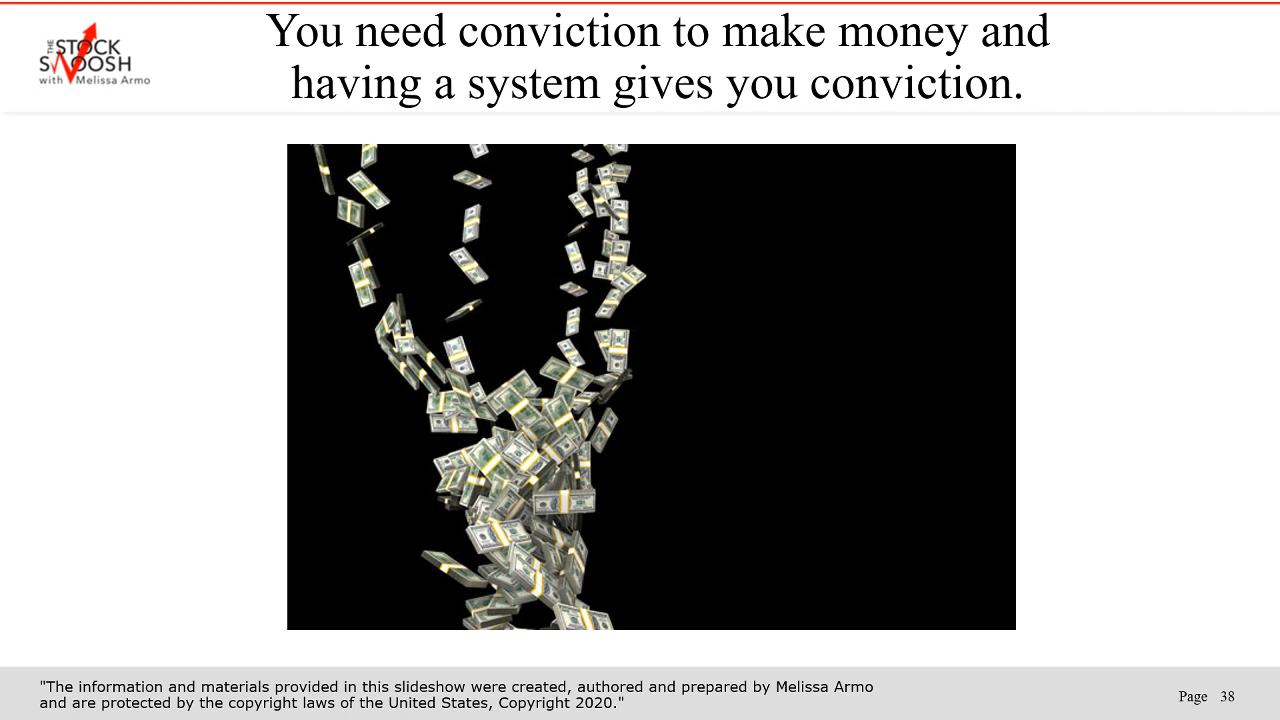 THE STOCK
SWOOSH
with Melissa Armo
You need conviction to make money and
having a system gives you conviction.
"The information and materials provided in this slideshow were created, authored and prepared by Melissa Armo
and are protected by the copyright laws of the United States, Copyright 2020."
Page 38